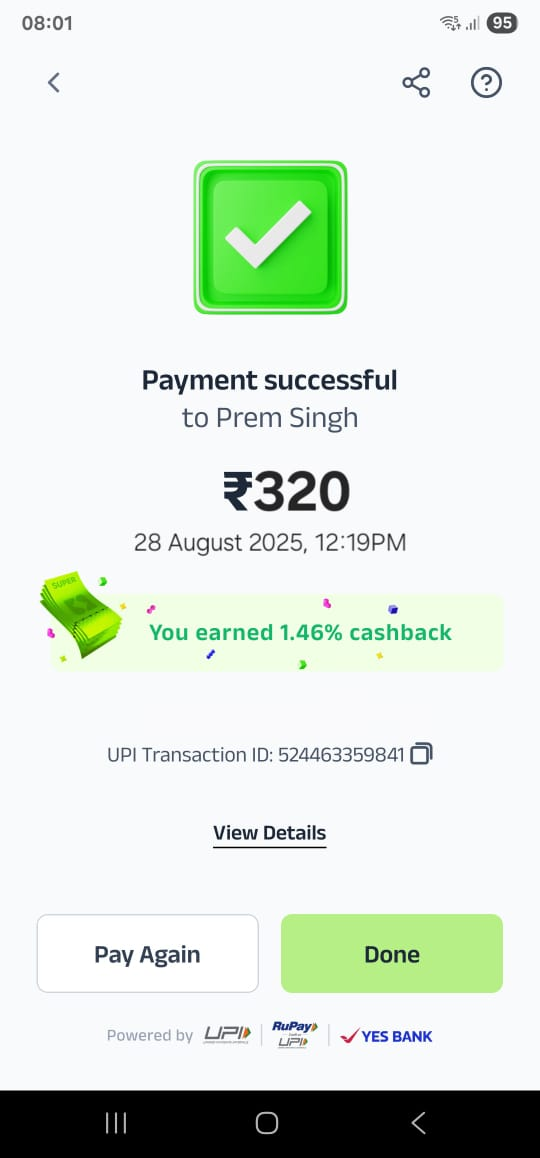 08:01
95
Payment successful
to Prem Singh
₹320
28 August 2025, 12:19PM
SUPER
You earned 1.46% cashback
UPI Transaction ID: 524463359841
View Details
Pay Again
Done
Powered by UPI RuPay UPI YES BANK